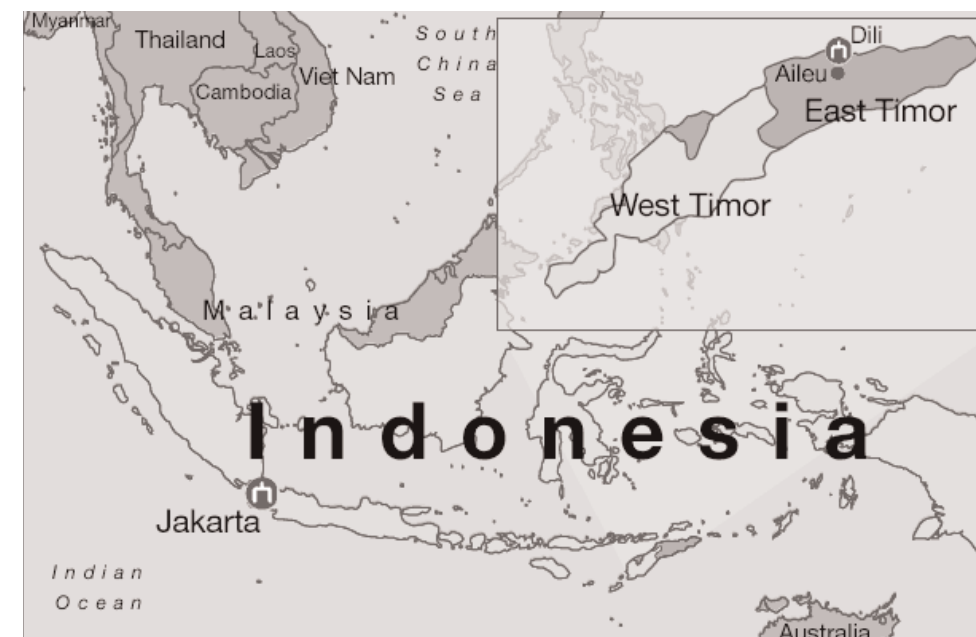 Myanmar
Thailand
Laos
Viet Nam
Cambodia
South
China
Sea
Dili
Aileu
East Timor
West Timor
Malaysia
Indonesia
Jakarta
Indian
Ocean
Australia